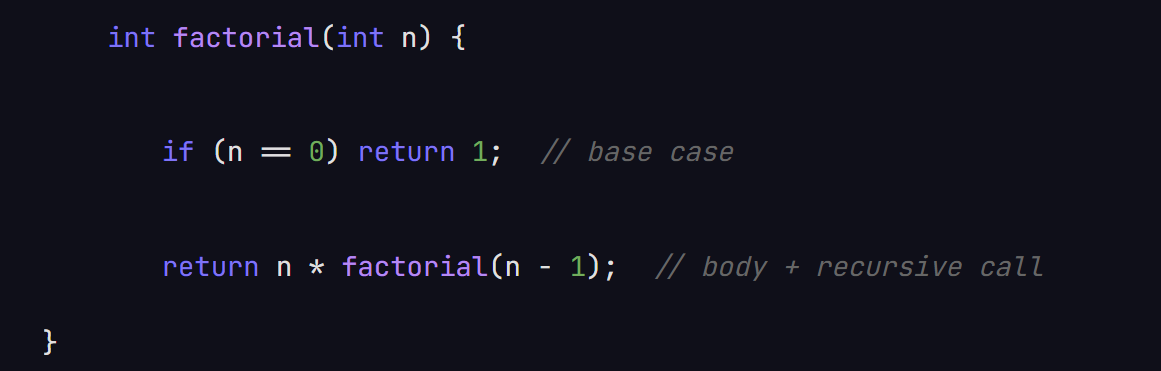 int factorial(int n) {
if (n == 0) return 1; // base case
return n * factorial(n - 1); // body + recursive call
}